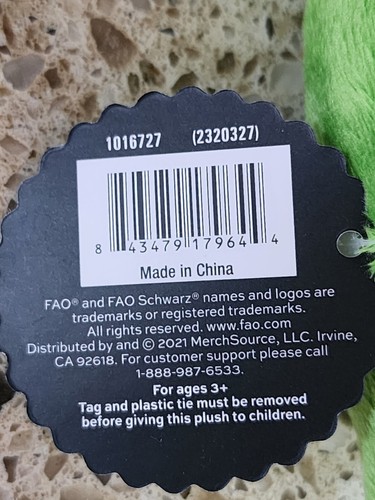 1016727 (2320327)
8 43479 17964 4
Made in China
FAO® and FAO Schwarz® names and logos are
trademarks or registered trademarks.
All rights reserved. www.fao.com
Distributed by and © 2021 MerchSource, LLC. Irvine,
CA 92618. For customer support please call
1-888-987-6533.
For ages 3+
Tag and plastic tie must be removed
before giving this plush to children.